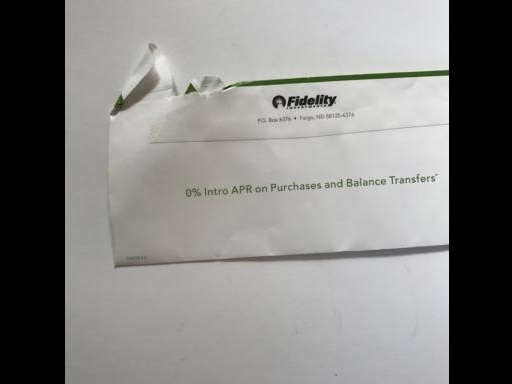 Fidelity
INVESTMENTS
P.O. Box 6376 • Fargo, ND 58125-6376
0% Intro APR on Purchases and Balance Transfers*